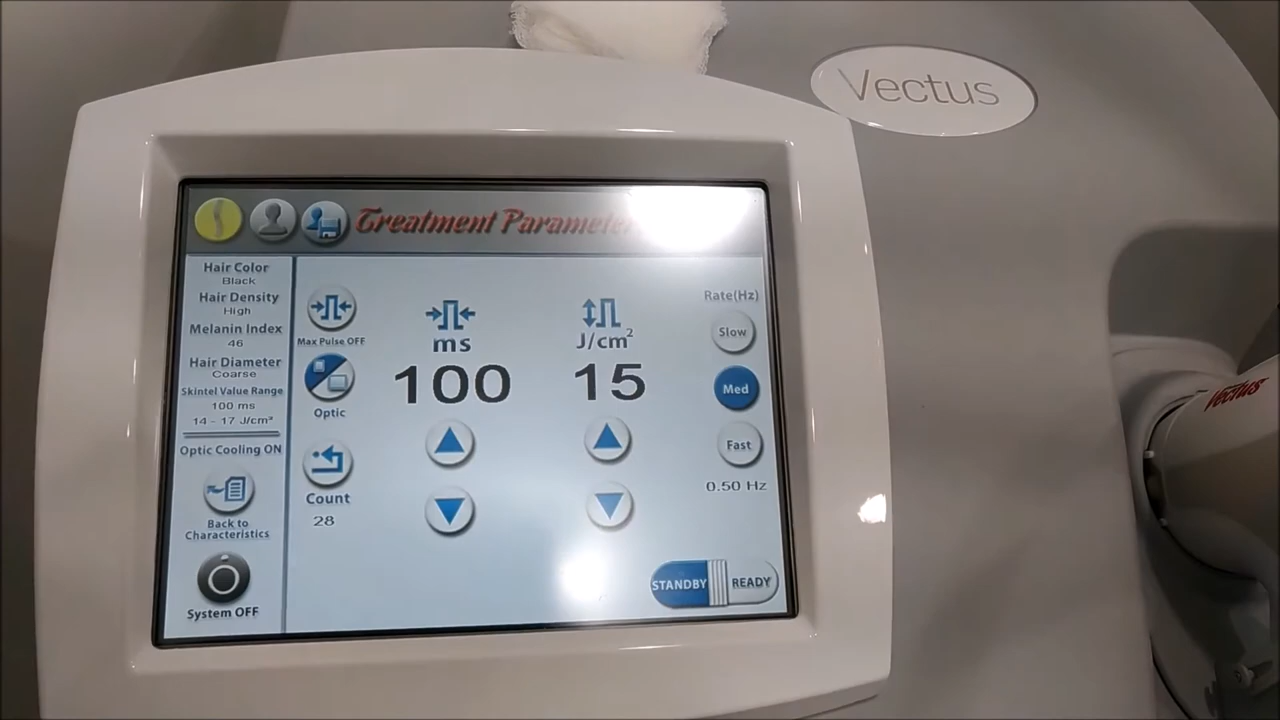 Vectus
Treatment Parameters
Hair Color
Black
Hair Density
High
Melanin Index
46
Hair Diameter
Coarse
Skintel Value Range
100 ms
14 - 17 J/cm²
Optic Cooling ON
Back to
Characteristics
System OFF
Max Pulse OFF
Optic
Count
28
ms
100
J/cm²
15
Rate(Hz)
Slow
Med
Fast
0.50 Hz
STANDBY
READY
Vectus